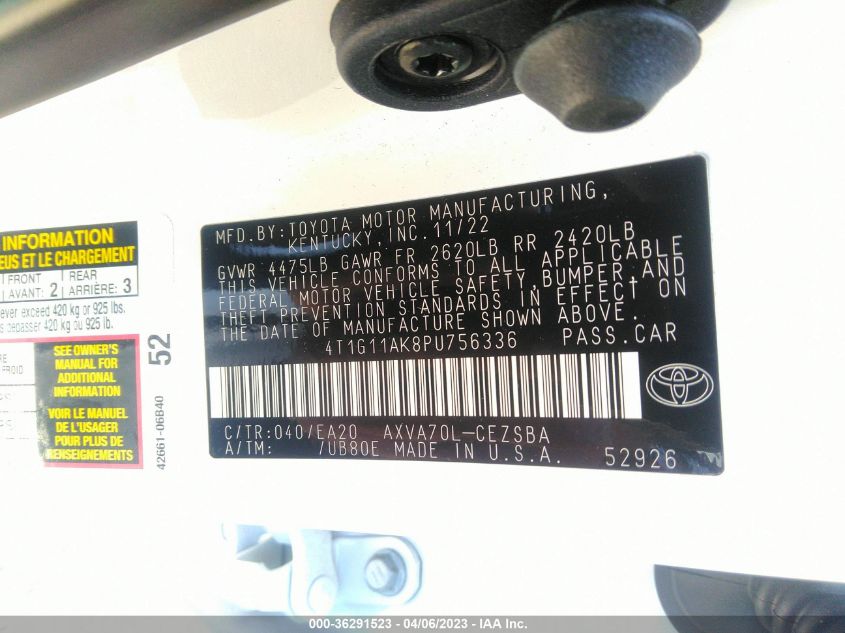 MFD.BY:TOYOTA MOTOR MANUFACTURING,
KENTUCKY, INC. 11/22
GVWR 4475LB GAWR FR 2620LB RR 2420LB
THIS VEHICLE CONFORMS TO ALL APPLICABLE
FEDERAL MOTOR VEHICLE SAFETY,BUMPER,AND
THEFT PREVENTION STANDARDS IN EFFECT ON
THE DATE OF MANUFACTURE SHOWN ABOVE.
4T1G11AK8PU756336 PASS.CAR
C/TR:040/EA20 AXVA70L-CEZSBA
A/TM: /UB80E MADE IN U.S.A. 52926
INFORMATION
EUS ET LE CHARGEMENT
FRONT REAR
AVANT: 2 ARRIÈRE: 3
ever exceed 420 kg or 925 lbs.
depasser 420 kg ou 925 lb.
SEE OWNER'S
MANUAL FOR
ADDITIONAL
INFORMATION
VOIR LE MANUEL
DE L'USAGER
POUR PLUS DE
RENSEIGNEMENTS
FROID
52
42661-06B40
000-36291523 - 04/06/2023 - IAA Inc.